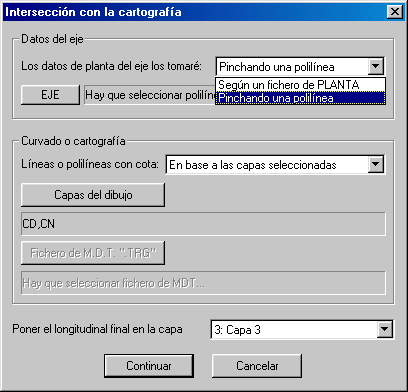 Intersección con la cartografía
Datos del eje
Los datos de planta del eje los tomaré:
Pinchando una polilínea
Según un fichero de PLANTA
Pinchando una polilínea
EJE
Hay que seleccionar
Curvado o cartografía
Líneas o polilíneas con cota:
En base a las capas seleccionadas
Capas del dibujo
CD,CN
Fichero de M.D.T. ".TRG"
Hay que seleccionar fichero de MDT...
Poner el longitudinal final en la capa
3: Capa 3
Continuar
Cancelar